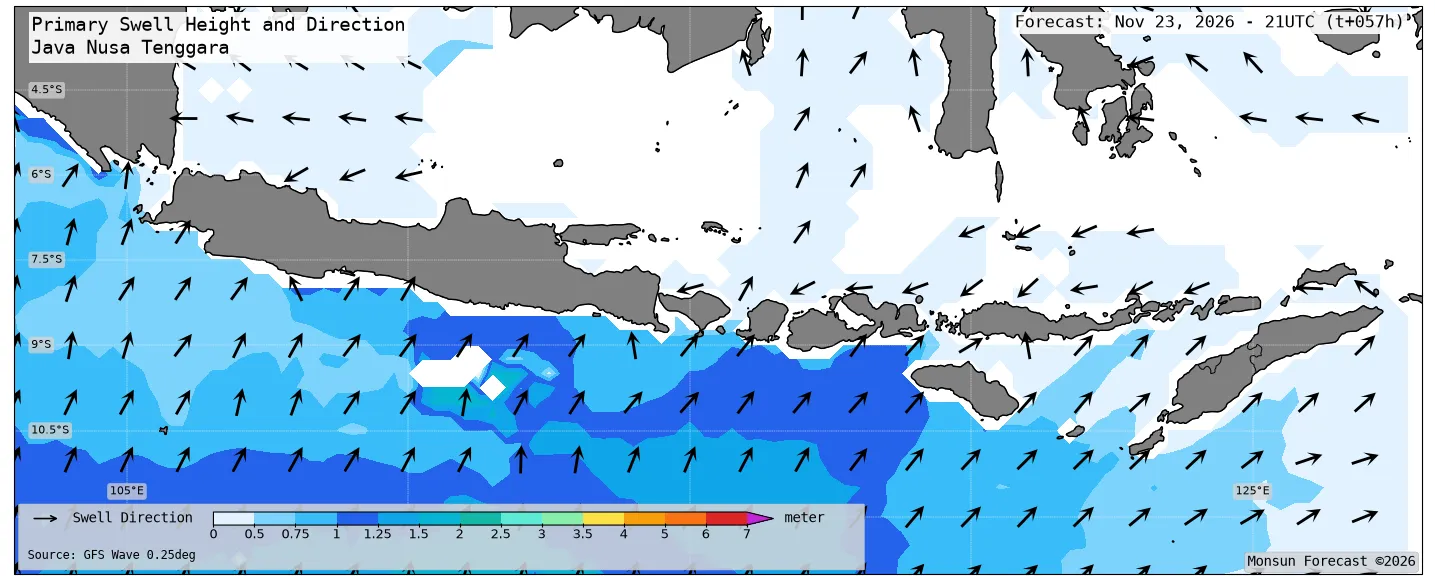 Primary Swell Height and Direction
Java Nusa Tenggara
Forecast: Nov 23, 2026 - 21UTC (t+057h)
4.5°S
6°S
7.5°S
9°S
10.5°S
105°E
125°E
Swell Direction
0 0.5 0.75 1 1.25 1.5 2 2.5 3 3.5 4 5 6 7
meter
Source: GFS Wave 0.25deg
Monsun Forecast ©2026